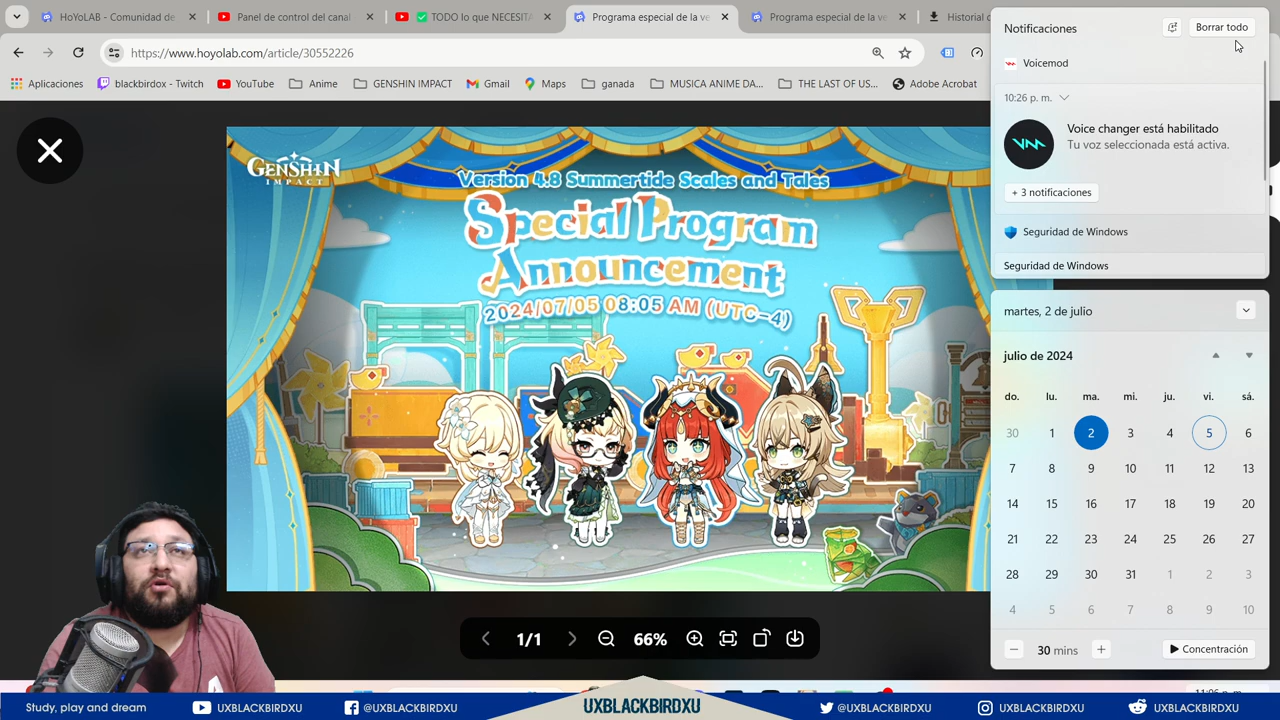 HoYoLAB - Comunidad de
Panel de control del canal
TODO lo que NECESITA
Programa especial de la ve
Programa especial de la ve
Historial
https://www.hoyolab.com/article/30552226
Aplicaciones
blackbirdox - Twitch
YouTube
Anime
GENSHIN IMPACT
Gmail
Maps
ganada
MUSICA ANIME DA...
THE LAST OF US...
Adobe Acrobat
GENSHIN
IMPACT
Version 4.8 Summertide Scales and Tales
Special Program
Announcement
2024/07/05 08:05 AM (UTC-4)
1/1
66%
Notificaciones
Borrar todo
Voicemod
10:26 p. m.
Voice changer está habilitado
Tu voz seleccionada está activa.
+ 3 notificaciones
Seguridad de Windows
Seguridad de Windows
martes, 2 de julio
julio de 2024
do. lu. ma. mi. ju. vi. sá.
30 1 2 3 4 5 6
7 8 9 10 11 12 13
14 15 16 17 18 19 20
21 22 23 24 25 26 27
28 29 30 31 1 2 3
4 5 6 7 8 9 10
30 mins
Concentración
Study, play and dream
UXBLACKBIRDXU
@UXBLACKBIRDXU
UXBLACKBIRDXU
@UXBLACKBIRDXU
UXBLACKBIRDXU
UXBLACKBIRDXU